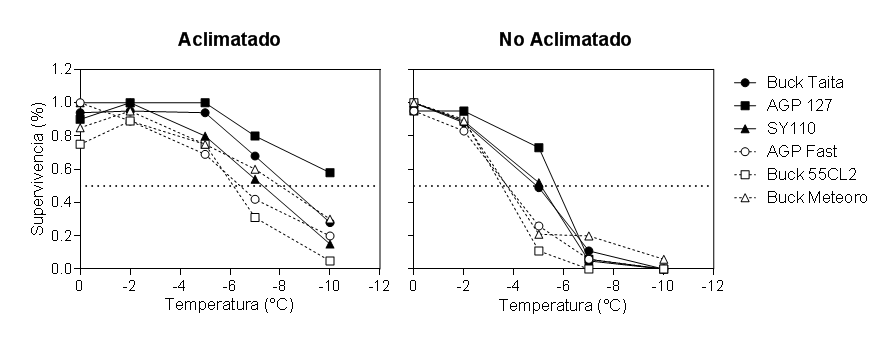 Aclimatado
No Aclimatado
Supervivencia (%)
1.2
1.0
0.8
0.6
0.4
0.2
0.0
0 -2 -4 -6 -8 -10 -12
Temperatura (°C)
0 -2 -4 -6 -8 -10 -12
Temperatura (°C)
Buck Taita
AGP 127
SY110
AGP Fast
Buck 55CL2
Buck Meteoro